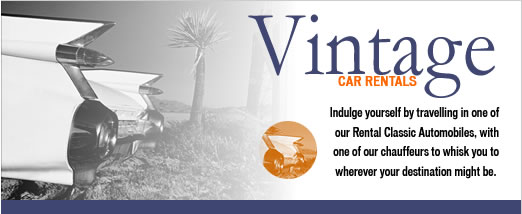 Vintage
CAR RENTALS
Indulge yourself by travelling in one of
our Rental Classic Automobiles, with
one of our chauffeurs to whisk you to
wherever your destination might be.